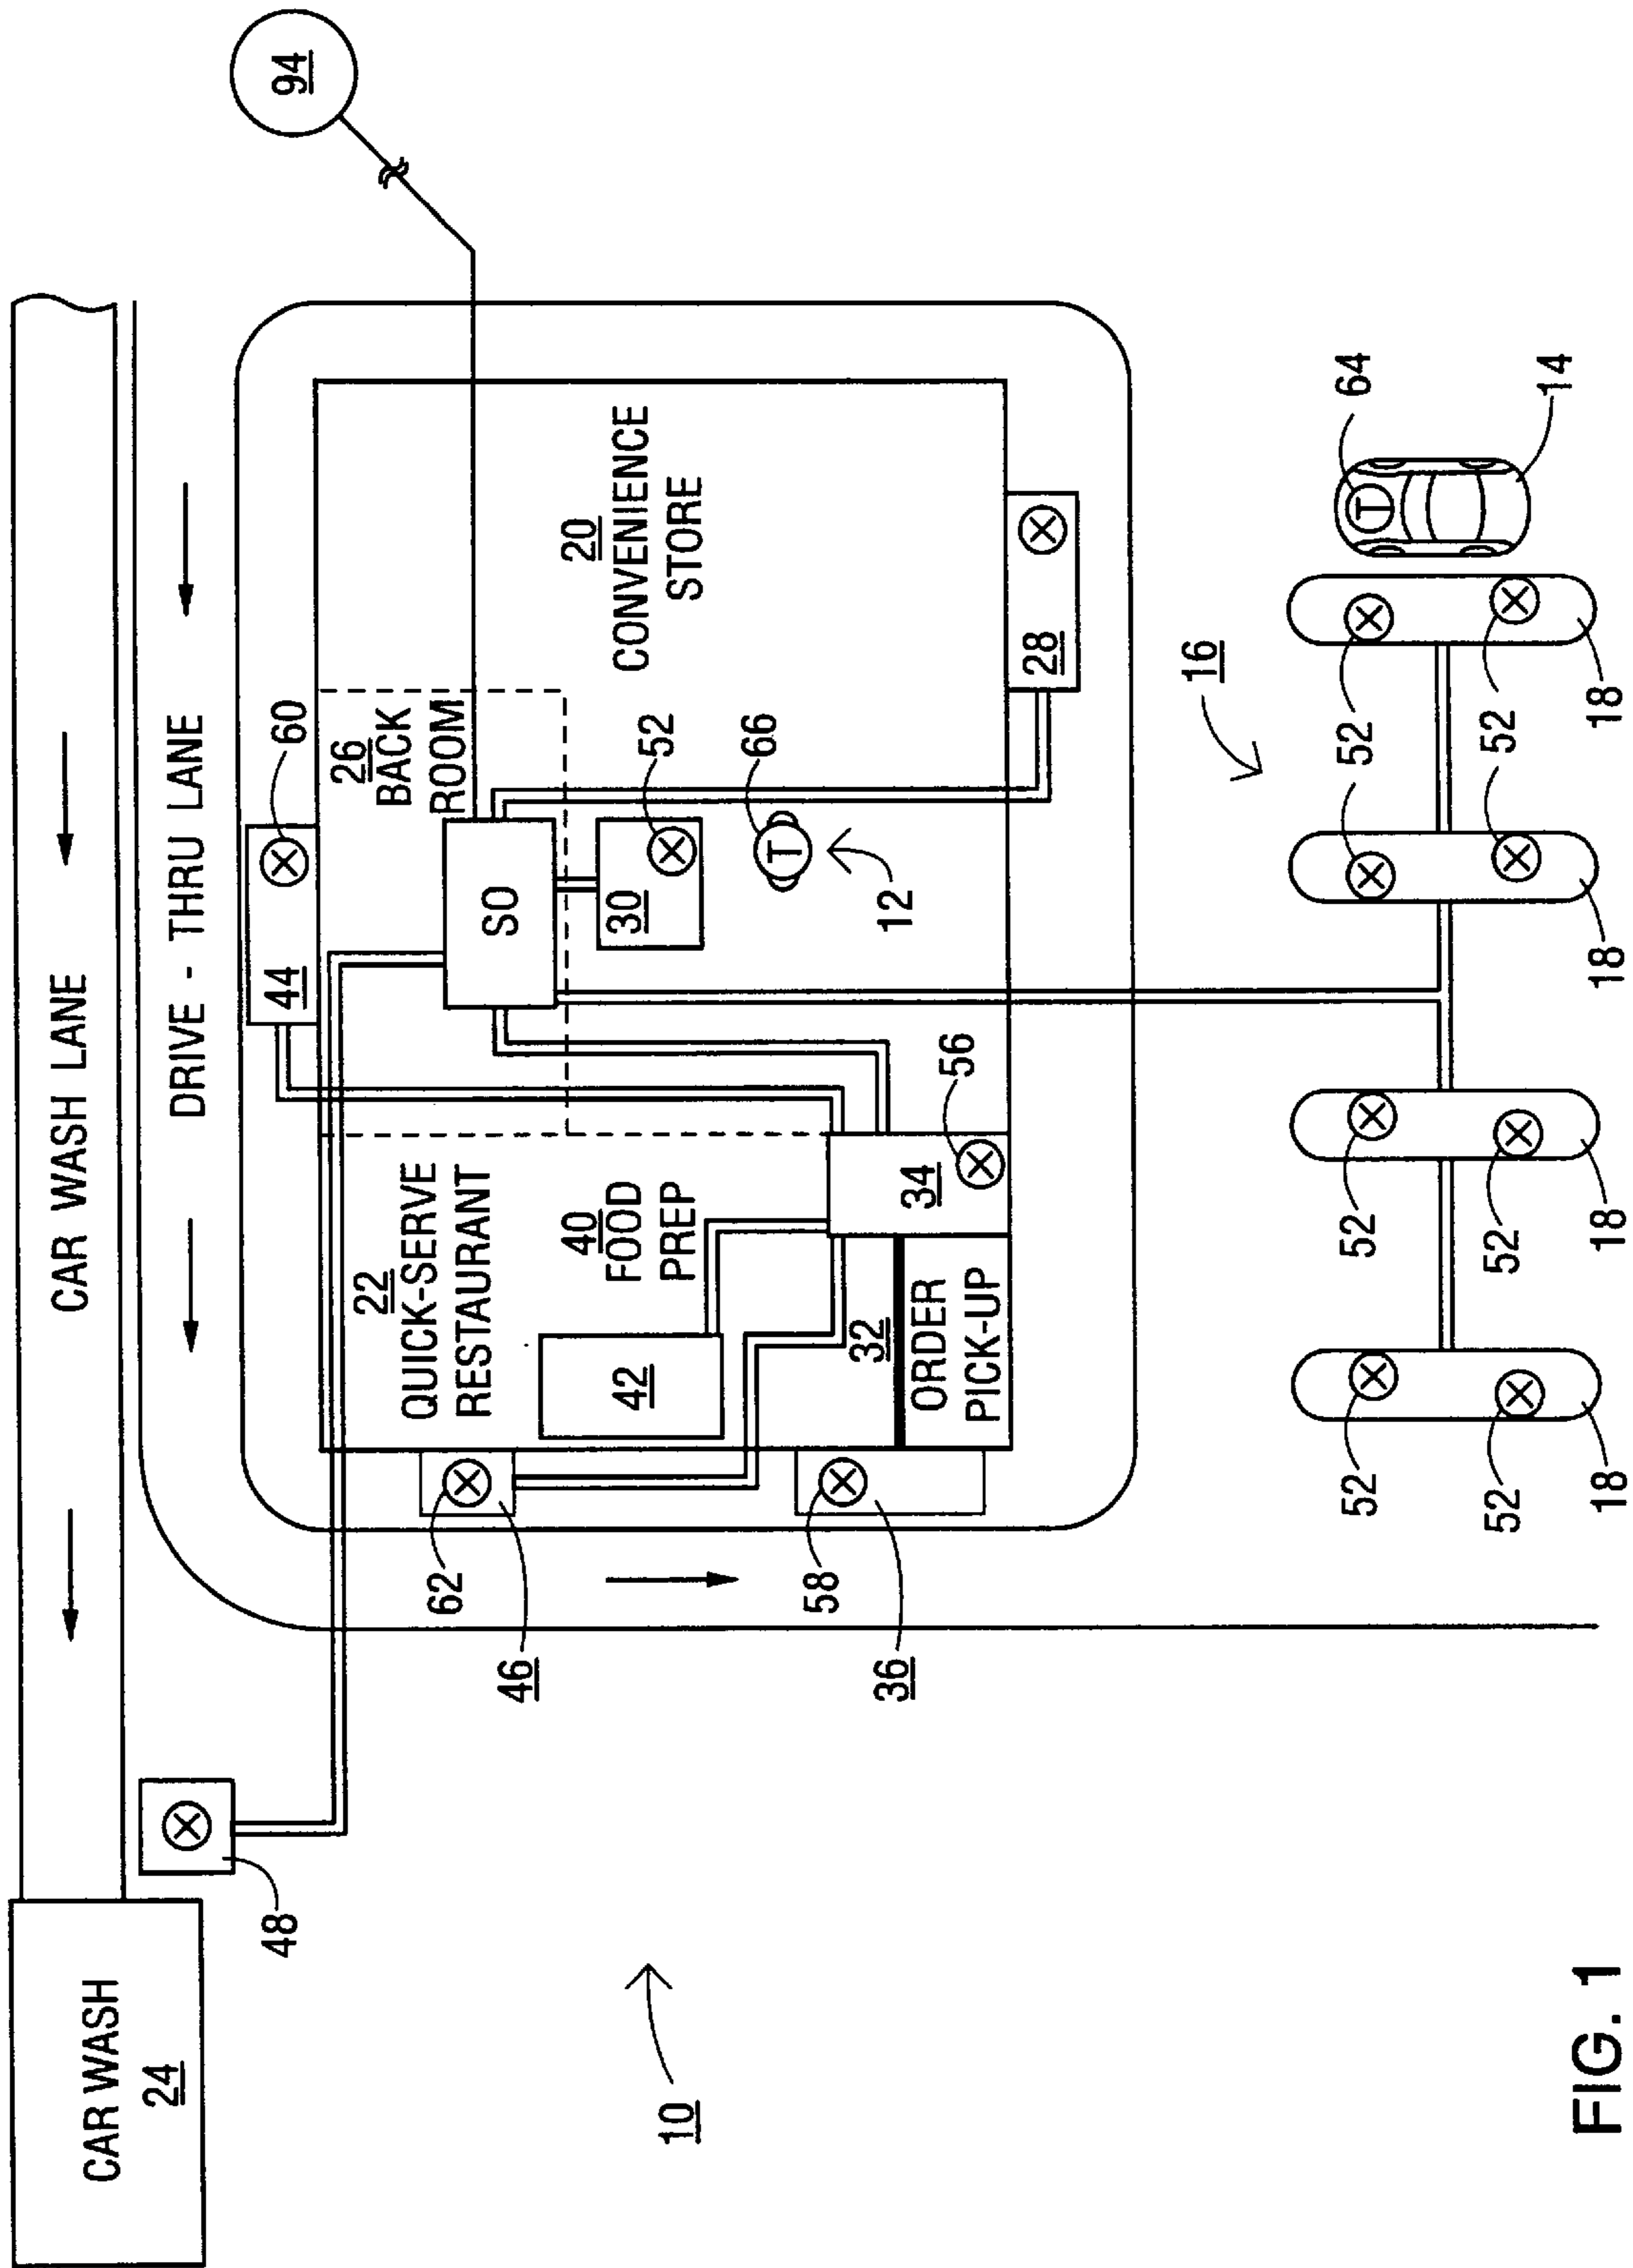 CAR WASH
24
CAR WASH LANE
48
DRIVE - THRU LANE
94
60
44
26
BACK
ROOM
22
QUICK-SERVE
RESTAURANT
62
46
SO
20
CONVENIENCE
STORE
40
FOOD
PREP
42
30
52
66
12
10
58
36
32
34
56
ORDER
PICK-UP
28
16
64
14
52
52
52
52
52
52
52
52
18
18
18
18
FIG. 1